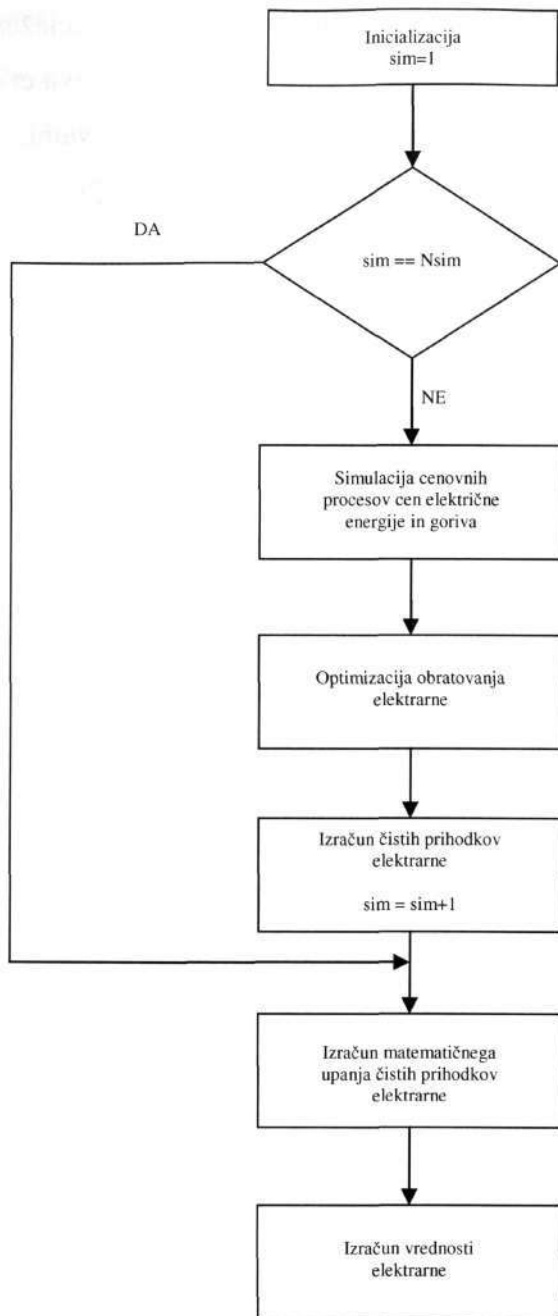 Inicializacija
sim=1
DA
sim == Nsim
NE
Simulacija cenovnih
procesov cen električne
energije in goriva
Optimizacija obratovanja
elektrarne
Izračun čistih prihodkov
elektrarne
sim = sim+1
Izračun matematičnega
upanja čistih prihodkov
elektrarne
Izračun vrednosti
elektrarne